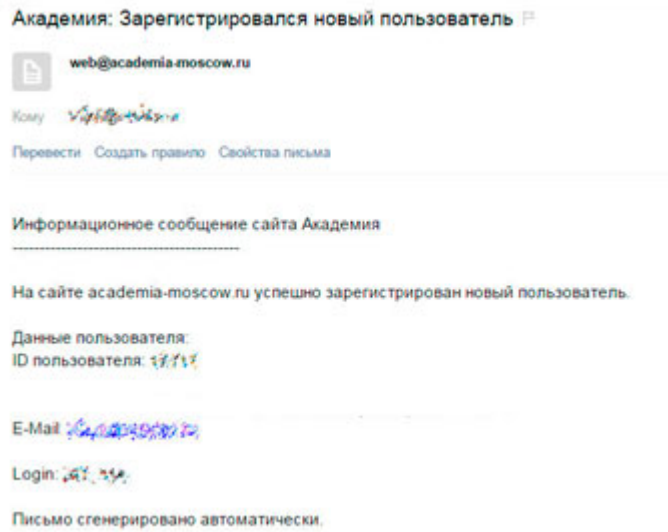 Академия: Зарегистрировался новый пользователь
web@academia-moscow.ru
Кому
Перевести Создать правило Свойства письма
Информационное сообщение сайта Академия
------------------------------------------
На сайте academia-moscow.ru успешно зарегистрирован новый пользователь.
Данные пользователя:
ID пользователя:
E-Mail
Login:
Письмо сгенерировано автоматически.